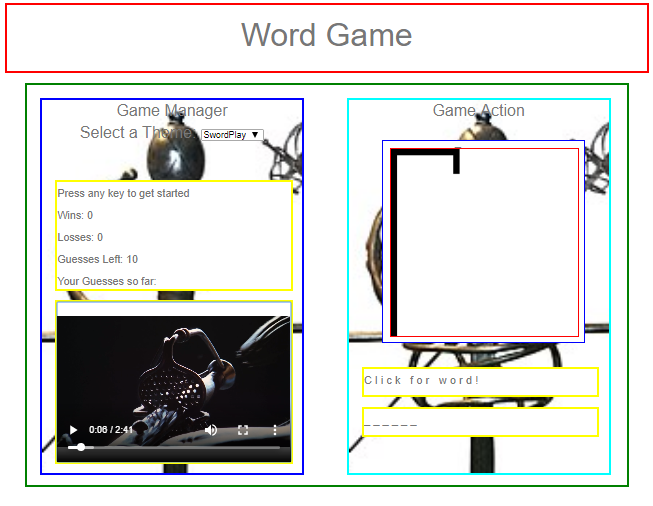 Word Game
Game Manager
Select a Theme: SwordPlay ▼
Press any key to get started
Wins: 0
Losses: 0
Guesses Left: 10
Your Guesses so far:
0:06 / 2:41
Game Action
Click for word!
_ _ _ _ _ _